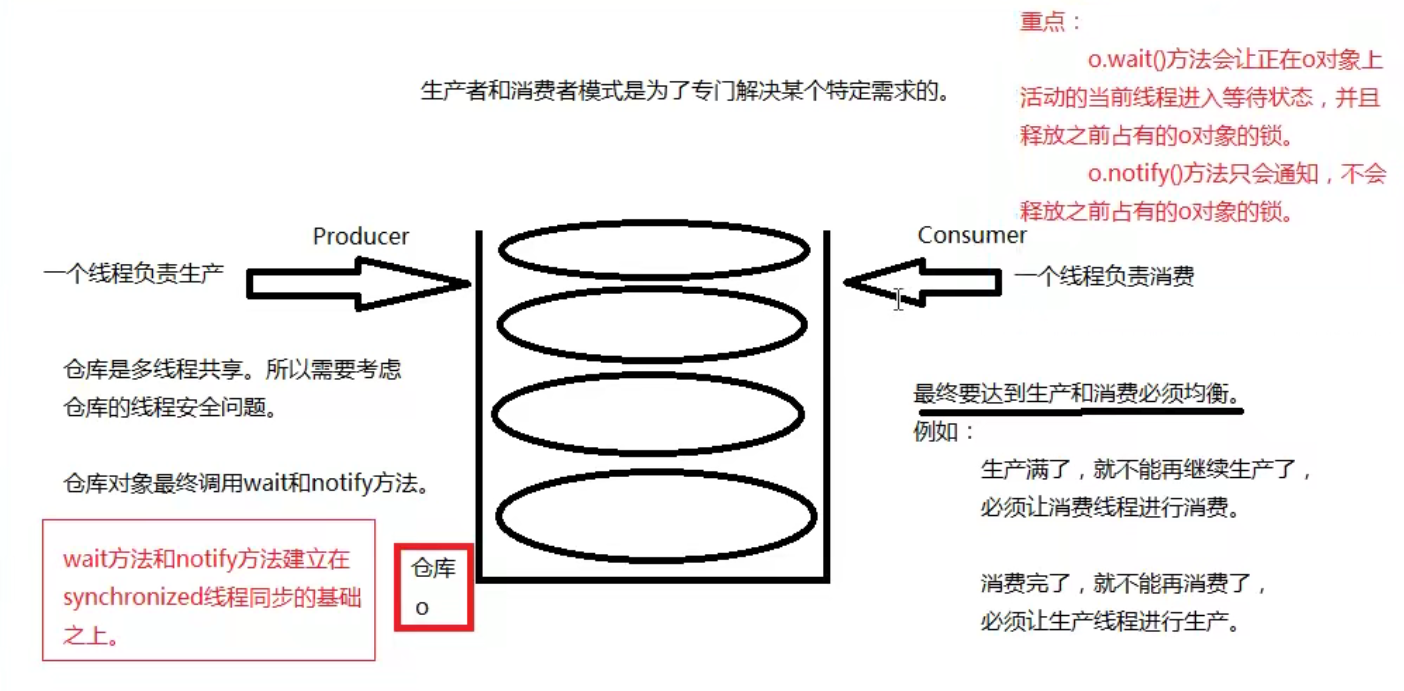 重点：
o.wait()方法会让正在o对象上
活动的当前线程进入等待状态，并且
释放之前占有的o对象的锁。
o.notify()方法只会通知，不会
释放之前占有的o对象的锁。
生产者和消费者模式是为了专门解决某个特定需求的。
Producer
一个线程负责生产
Consumer
一个线程负责消费
仓库是多线程共享。所以需要考虑
仓库的线程安全问题。
仓库对象最终调用wait和notify方法。
wait方法和notify方法建立在
synchronized线程同步的基础
之上。
仓库
o
最终要达到生产和消费必须均衡。
例如：
生产满了，就不能再继续生产了，
必须让消费线程进行消费。
消费完了，就不能再消费了，
必须让生产线程进行生产。